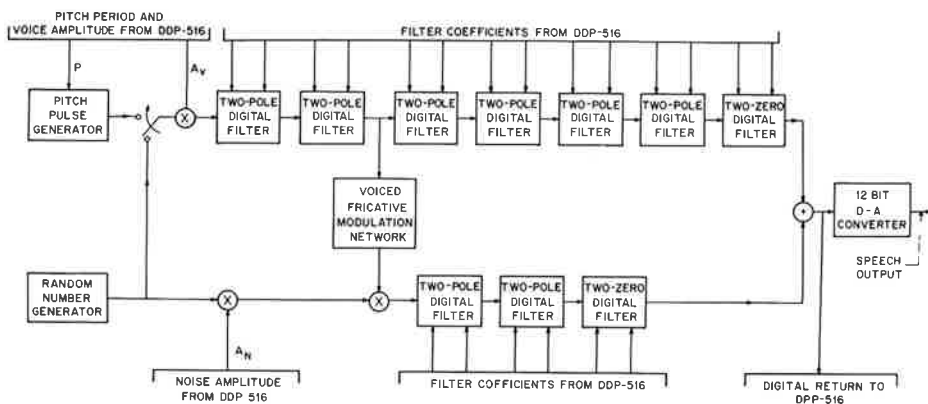 PITCH PERIOD AND
VOICE AMPLITUDE FROM DDP-516
FILTER COEFFICIENTS FROM DDP-516
P
Av
PITCH
PULSE
GENERATOR
X
TWO-POLE
DIGITAL
FILTER
TWO-POLE
DIGITAL
FILTER
TWO-POLE
DIGITAL
FILTER
TWO-POLE
DIGITAL
FILTER
TWO-POLE
DIGITAL
FILTER
TWO-POLE
DIGITAL
FILTER
TWO-ZERO
DIGITAL
FILTER
VOICED
FRICATIVE
MODULATION
NETWORK
+
12 BIT
D-A
CONVERTER
SPEECH
OUTPUT
RANDOM
NUMBER
GENERATOR
X
X
TWO-POLE
DIGITAL
FILTER
TWO-POLE
DIGITAL
FILTER
TWO-ZERO
DIGITAL
FILTER
AN
NOISE AMPLITUDE
FROM DDP 516
FILTER COFFICIENTS FROM DDP-516
DIGITAL RETURN TO
DPP-516